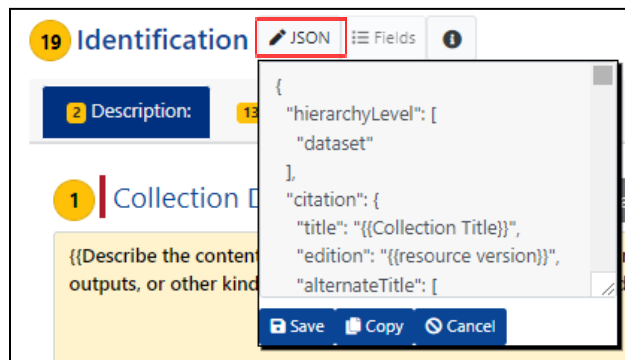 19 Identification JSON Fields
{
"hierarchyLevel": [
"dataset"
],
"citation": {
"title": "{{Collection Title}}",
"edition": "{{resource version}}",
"alternateTitle": [
Save Copy Cancel
2 Description: 13
1 Collection D
{{Describe the content
outputs, or other kind